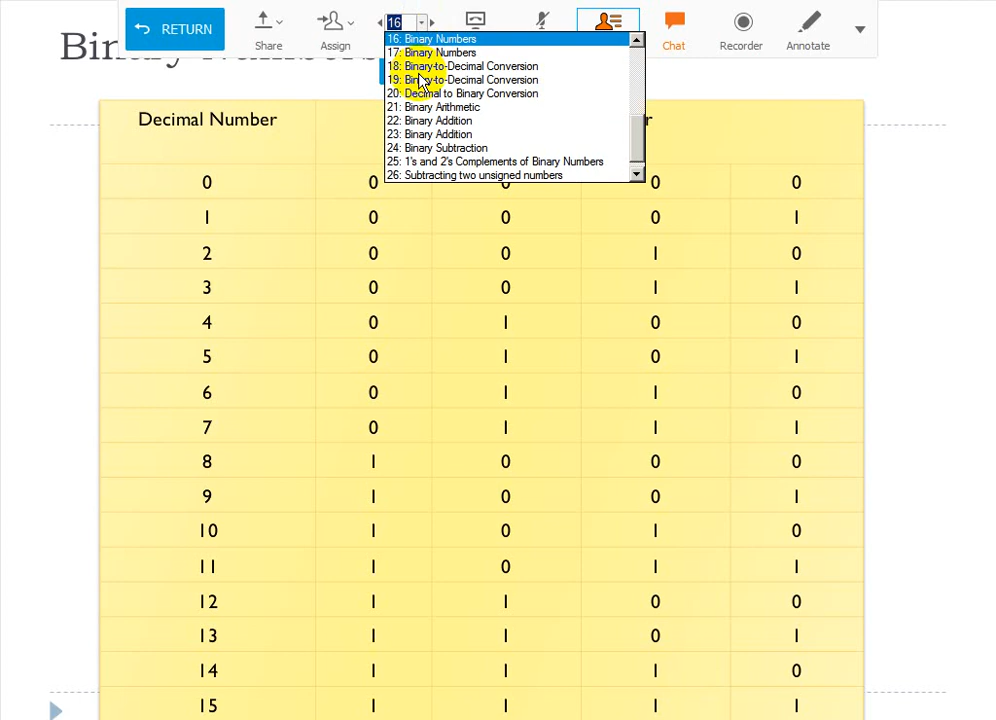 RETURN
Share
Assign
16
Chat
Recorder
Annotate
16: Binary Numbers
17: Binary Numbers
18: Binary-to-Decimal Conversion
19: Binary-to-Decimal Conversion
20: Decimal to Binary Conversion
21: Binary Arithmetic
22: Binary Addition
23: Binary Addition
24: Binary Subtraction
25: 1's and 2's Complements of Binary Numbers
26: Subtracting two unsigned numbers
Decimal Number
0 0 0 0 0
1 0 0 0 1
2 0 0 1 0
3 0 0 1 1
4 0 1 0 0
5 0 1 0 1
6 0 1 1 0
7 0 1 1 1
8 1 0 0 0
9 1 0 0 1
10 1 0 1 0
11 1 0 1 1
12 1 1 0 0
13 1 1 0 1
14 1 1 1 0
15 1 1 1 1